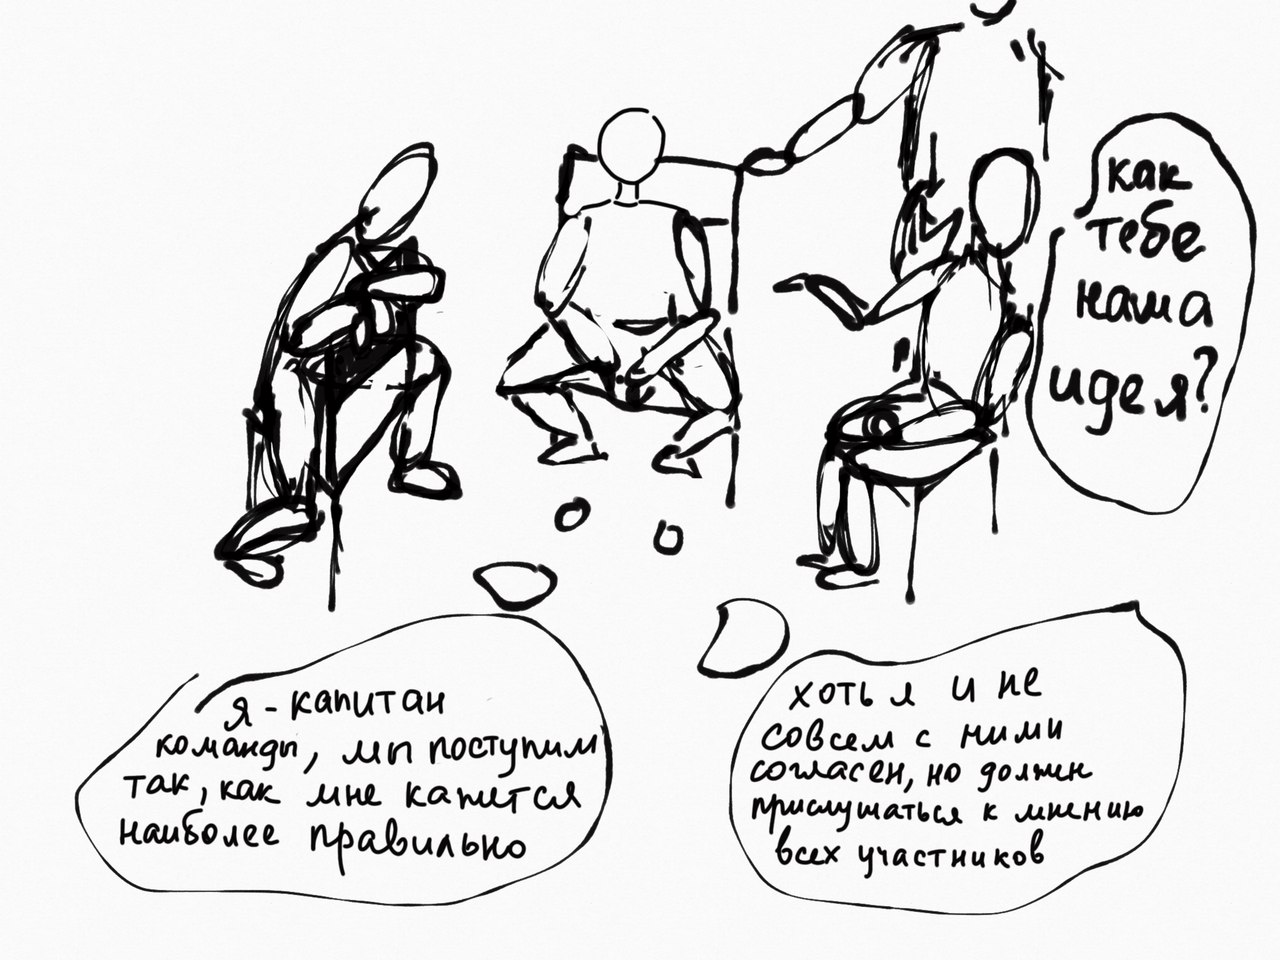 как
тебе
наша
идея?
я - капитан
команды, мы поступим
так, как мне кажется
наиболее правильно
хоть я и не
совсем с ними
согласен, но должен
прислушаться к мнению
всех участников